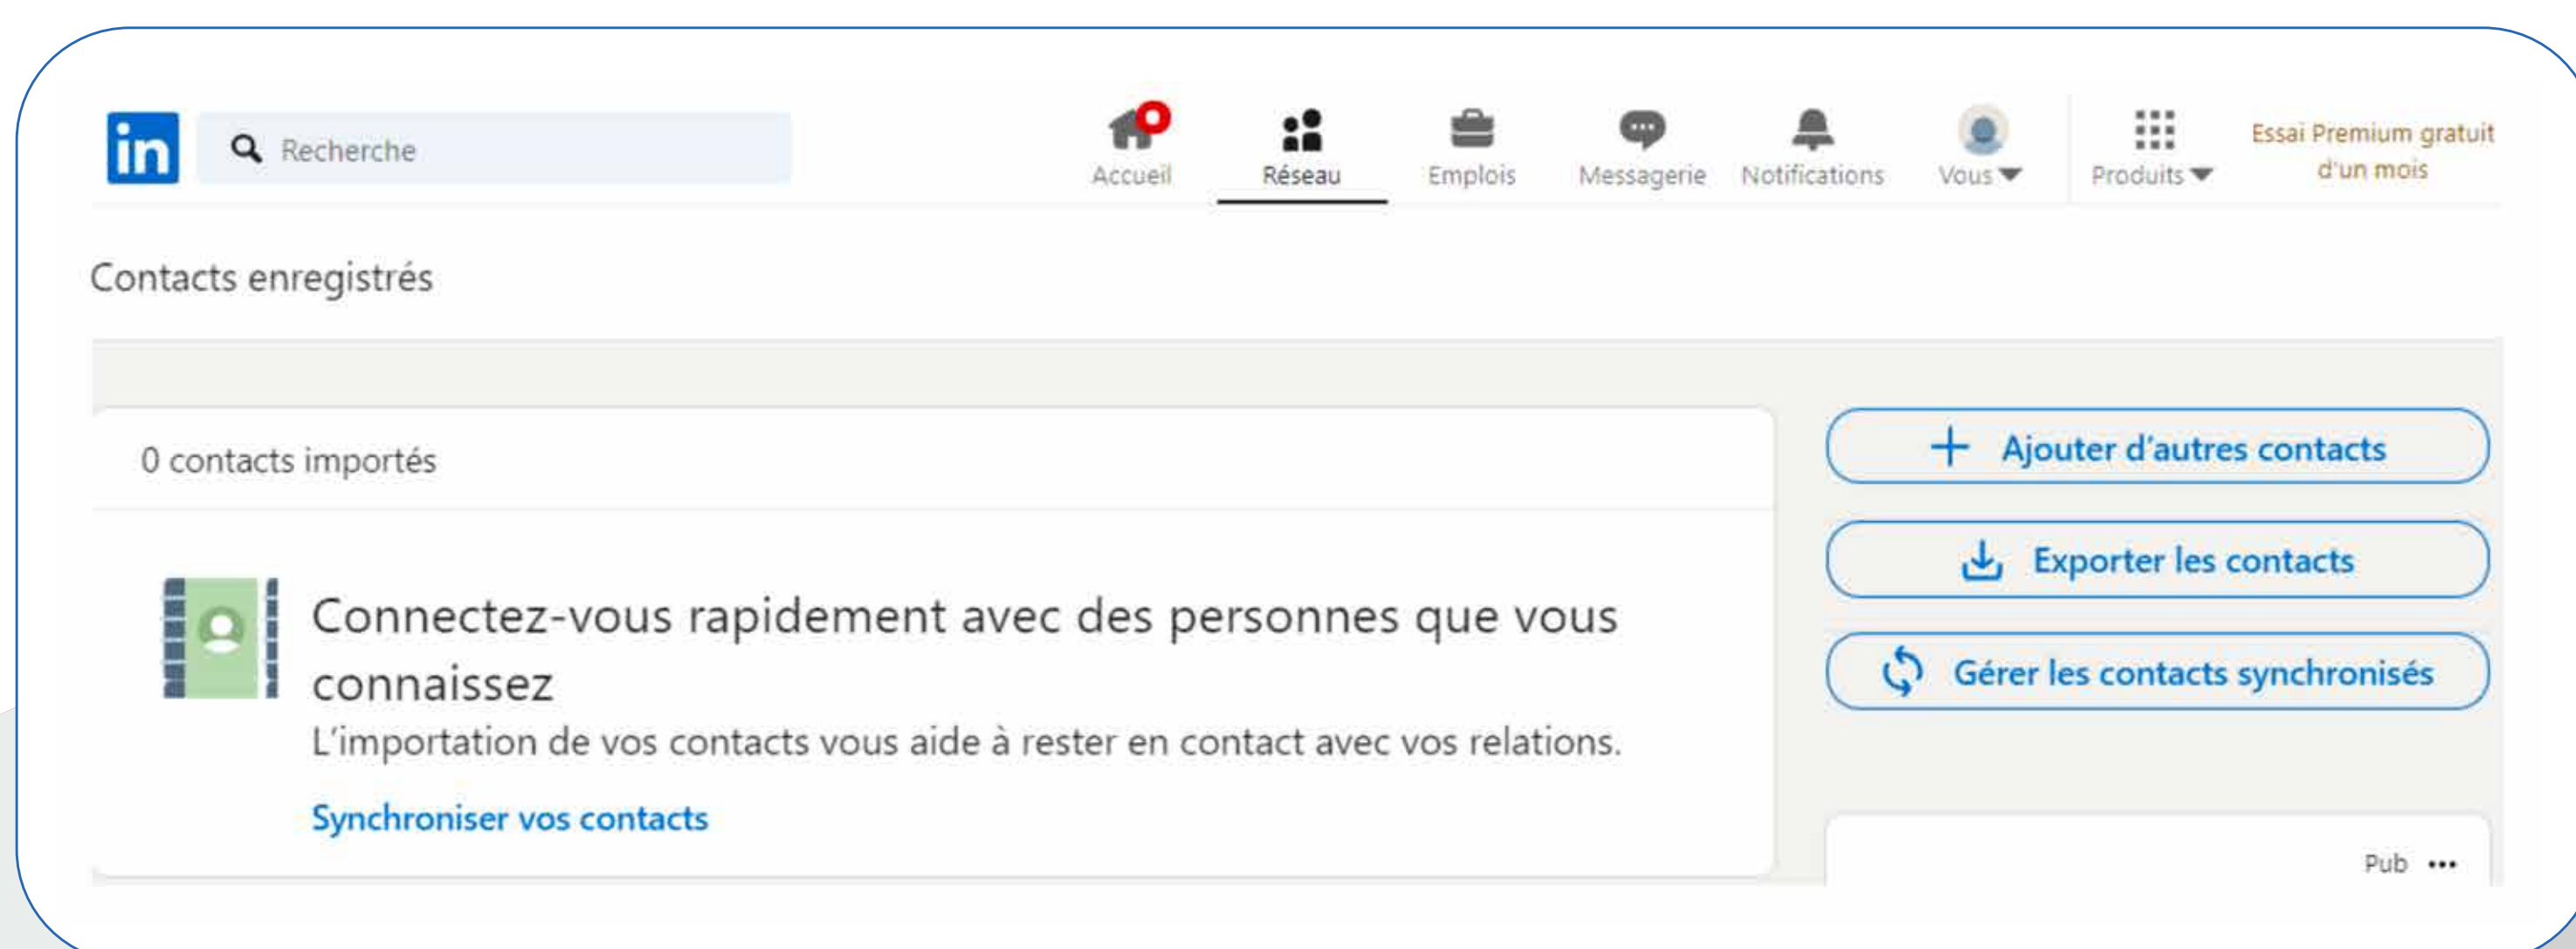 in
Recherche
Accueil
Réseau
Emplois
Messagerie
Notifications
Vous
Produits
Essai Premium gratuit
d'un mois
Contacts enregistrés
0 contacts importés
Connectez-vous rapidement avec des personnes que vous
connaissez
L'importation de vos contacts vous aide à rester en contact avec vos relations.
Synchroniser vos contacts
Ajouter d'autres contacts
Exporter les contacts
Gérer les contacts synchronisés
Pub